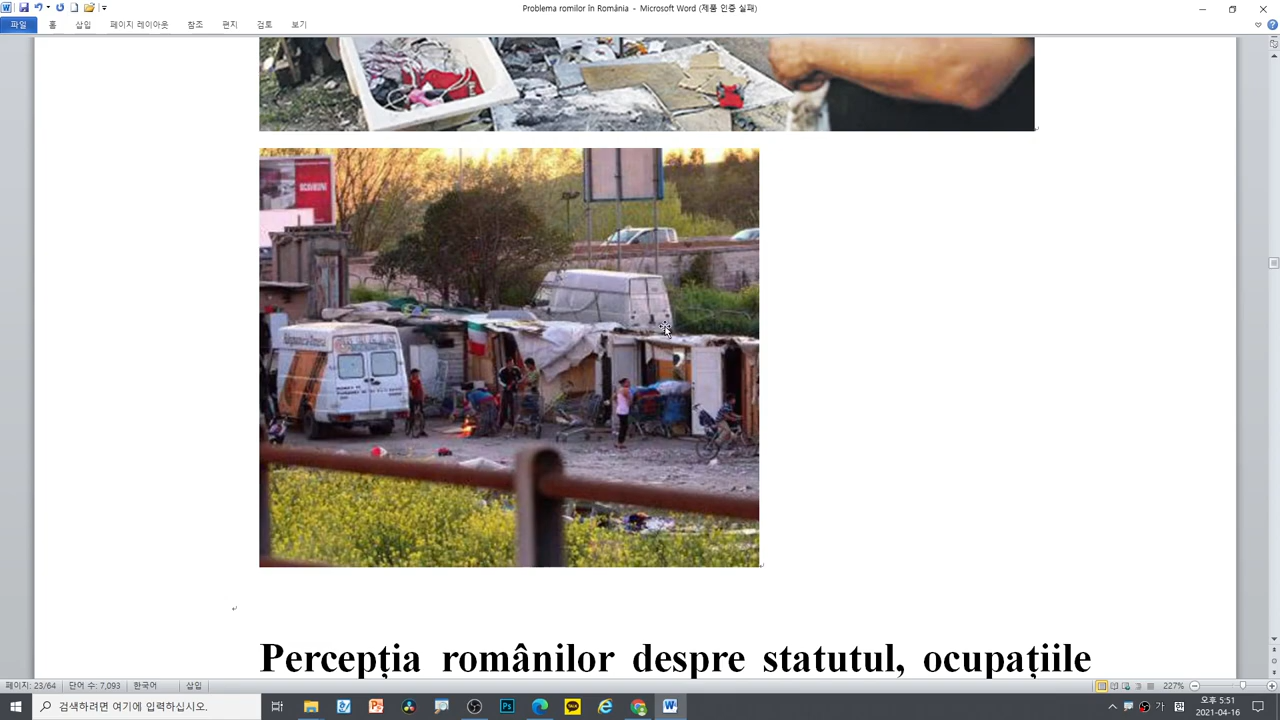 Problema romilor în România - Microsoft Word (제품 인증 실패)
파일 홈 삽입 페이지 레이아웃 참조 편지 검토 보기
Percepția românilor despre statutul, ocupațiile
페이지: 23/64 단어 수: 7,093 한국어 삽입 227%
검색하려면 여기에 입력하십시오.
가 오후 5:51
2021-04-16